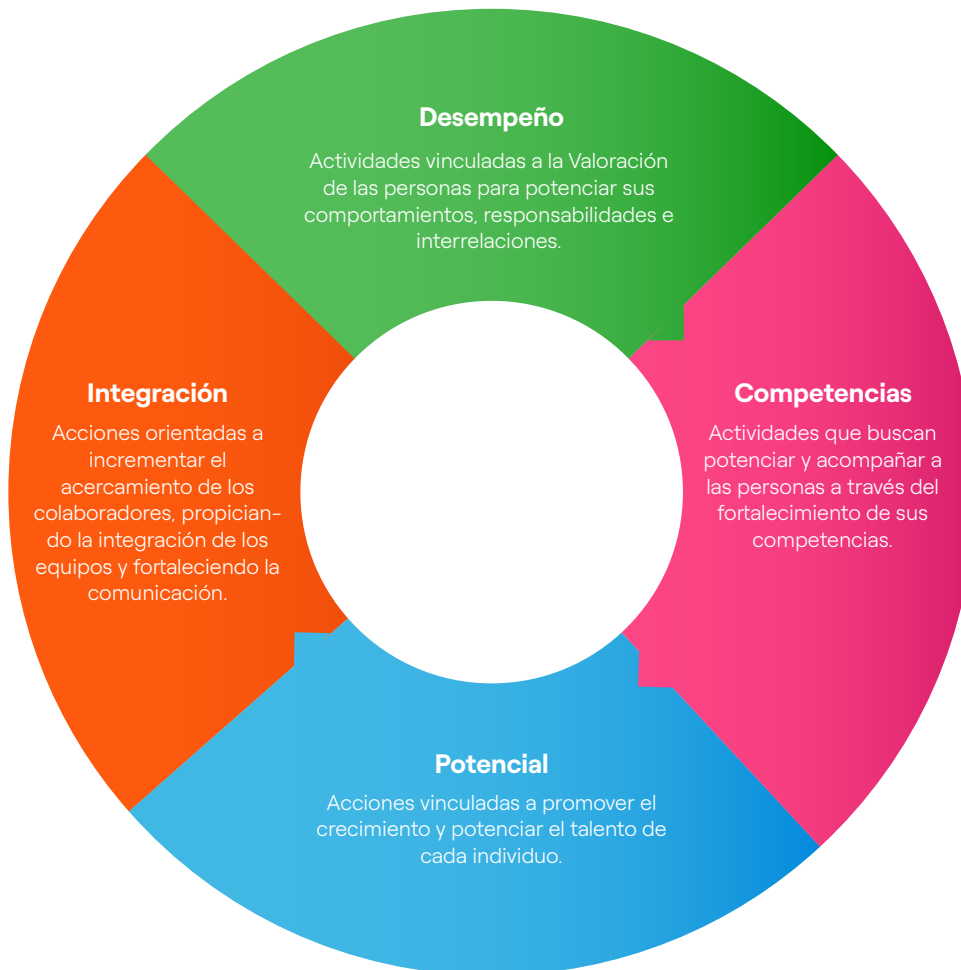 Desempeño
Actividades vinculadas a la Valoración
de las personas para potenciar sus
comportamientos, responsabilidades e
interrelaciones.
Integración
Acciones orientadas a
incrementar el
acercamiento de los
colaboradores, propician-
do la integración de los
equipos y fortaleciendo la
comunicación.
Competencias
Actividades que buscan
potenciar y acompañar a
las personas a través del
fortalecimiento de sus
competencias.
Potencial
Acciones vinculadas a promover el
crecimiento y potenciar el talento de
cada individuo.